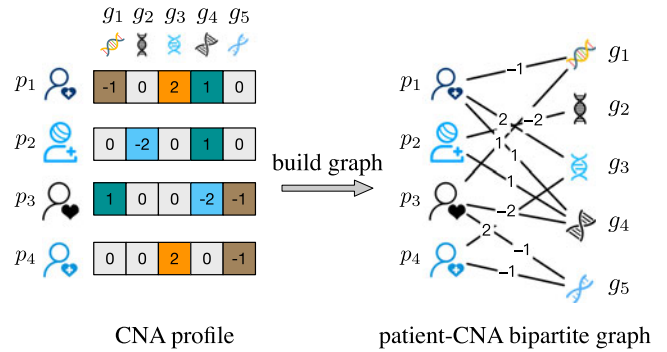 g1 g2 g3 g4 g5
p1 -1 0 2 1 0
p2 0 -2 0 1 0
p3 1 0 0 -2 -1
p4 0 0 2 0 -1
CNA profile
build graph
p1 -1 g1
p2 2 -2 g2
1 1
p3 1 g3
-2 g4
p4 2 -1
-1 g5
patient-CNA bipartite graph